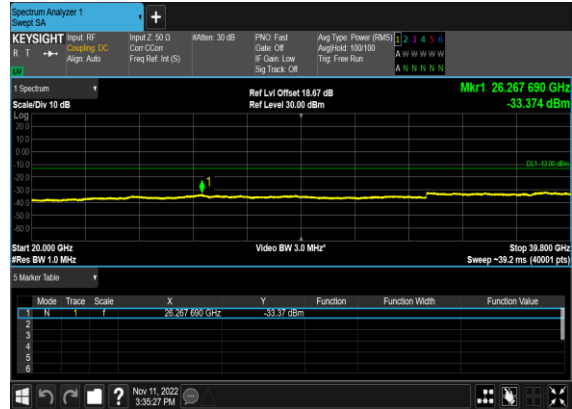 Spectrum Analyzer 1
Swept SA
+
KEYSIGHT
R T
Input: RF
Coupling: DC
Align: Auto
Input Z: 50 Ω
Corr CCorr
Freq Ref: Int (S)
#Atten: 30 dB
PNO: Fast
Gate: Off
IF Gain: Low
Sig Track: Off
Avg Type: Power (RMS)
Avg|Hold: 100/100
Trig: Free Run
1 2 3 4 5 6
A W W W W W
A N N N N N
1 Spectrum
Scale/Div 10 dB
Ref Lvl Offset 18.67 dB
Ref Level 30.00 dBm
Mkr1 26.267 690 GHz
-33.374 dBm
Log
20.0
10.0
0.00
-10.0
-20.0
-30.0
-40.0
-50.0
-60.0
DL1 -13.00 dBm
1
Start 20.000 GHz
#Res BW 1.0 MHz
Video BW 3.0 MHz*
Stop 39.800 GHz
Sweep ~39.2 ms (40001 pts)
5 Marker Table
Mode Trace Scale X Y Function Function Width Function Value
1 N 1 f 26.267 690 GHz -33.37 dBm
2
3
4
5
6
?
Nov 11, 2022
3:35:27 PM